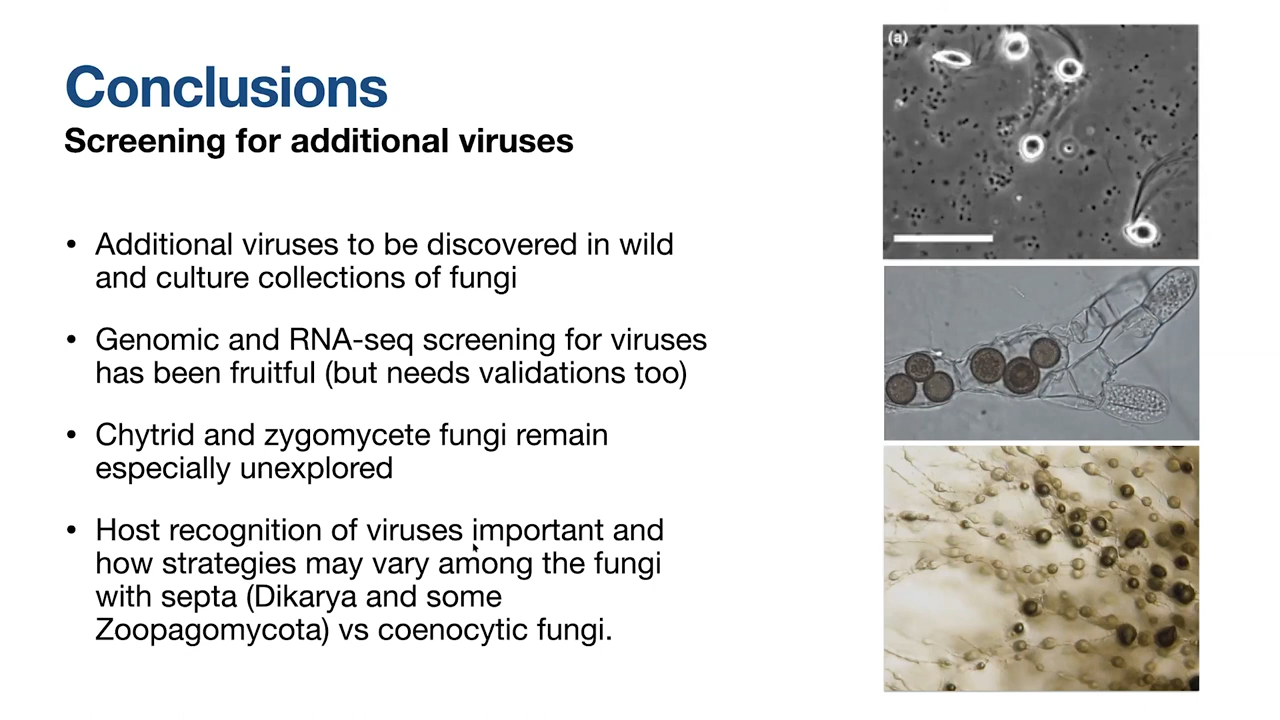 Conclusions
Screening for additional viruses
• Additional viruses to be discovered in wild
and culture collections of fungi
• Genomic and RNA-seq screening for viruses
has been fruitful (but needs validations too)
• Chytrid and zygomycete fungi remain
especially unexplored
• Host recognition of viruses important and
how strategies may vary among the fungi
with septa (Dikarya and some
Zoopagomycota) vs coenocytic fungi.
(a)